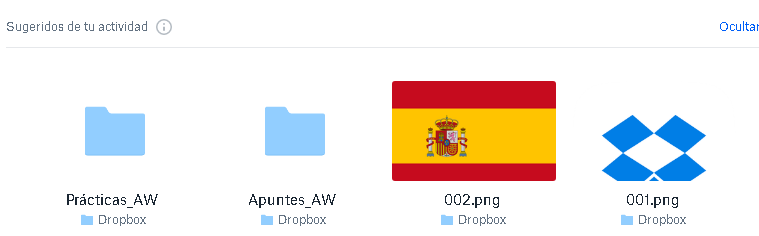 Sugeridos de tu actividad
Ocultar
Prácticas_AW
Apuntes_AW
002.png
001.png
Dropbox
Dropbox
Dropbox
Dropbox